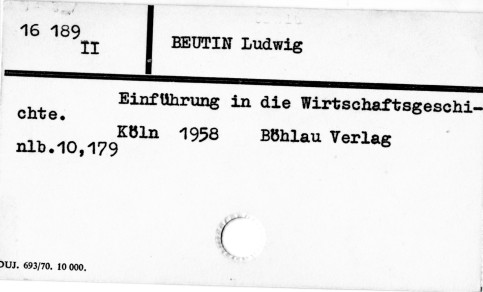 16 189
II
BEUTIN Ludwig
Einführung in die Wirtschaftsgeschi-
chte.
Köln 1958 Böhlau Verlag
nlb.10,179
DUJ. 693/70. 10 000.